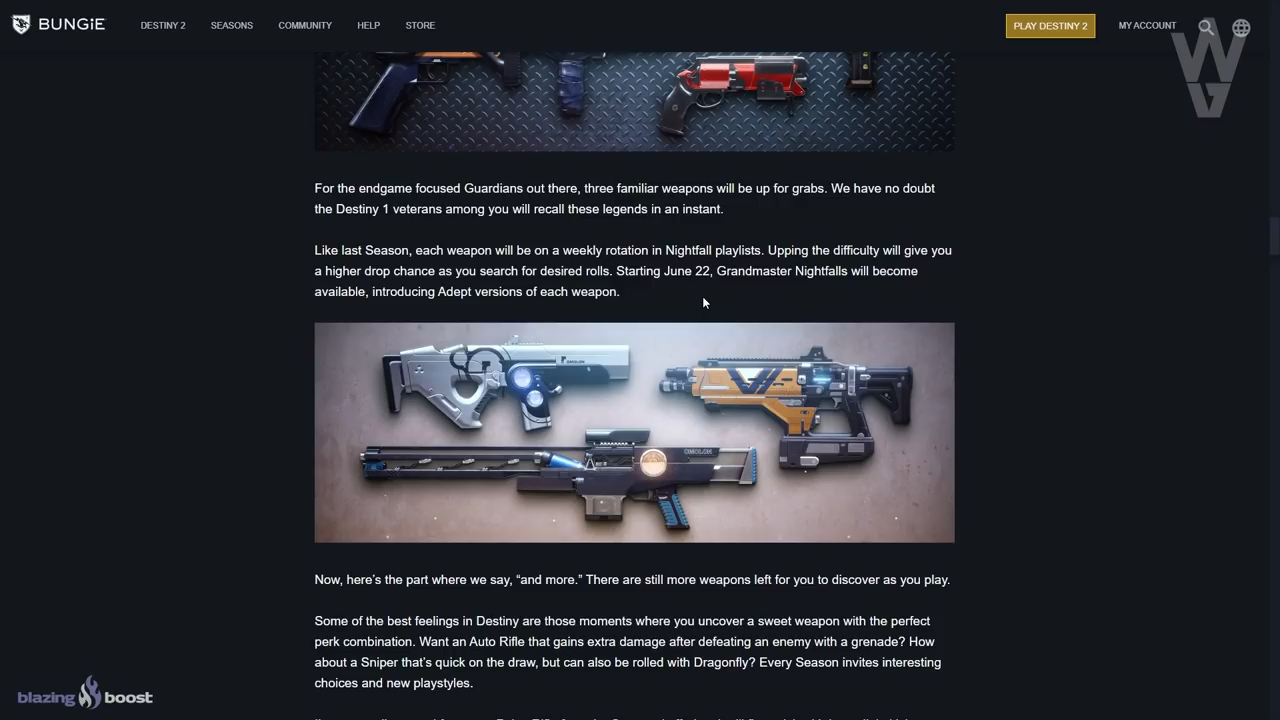 BUNGiE
DESTINY 2
SEASONS
COMMUNITY
HELP
STORE
PLAY DESTINY 2
MY ACCOUNT
For the endgame focused Guardians out there, three familiar weapons will be up for grabs. We have no doubt
the Destiny 1 veterans among you will recall these legends in an instant.
Like last Season, each weapon will be on a weekly rotation in Nightfall playlists. Upping the difficulty will give you
a higher drop chance as you search for desired rolls. Starting June 22, Grandmaster Nightfalls will become
available, introducing Adept versions of each weapon.
OMOLON
OMOLON
Now, here’s the part where we say, “and more.” There are still more weapons left for you to discover as you play.
Some of the best feelings in Destiny are those moments where you uncover a sweet weapon with the perfect
perk combination. Want an Auto Rifle that gains extra damage after defeating an enemy with a grenade? How
about a Sniper that’s quick on the draw, but can also be rolled with Dragonfly? Every Season invites interesting
choices and new playstyles.
blazing boost